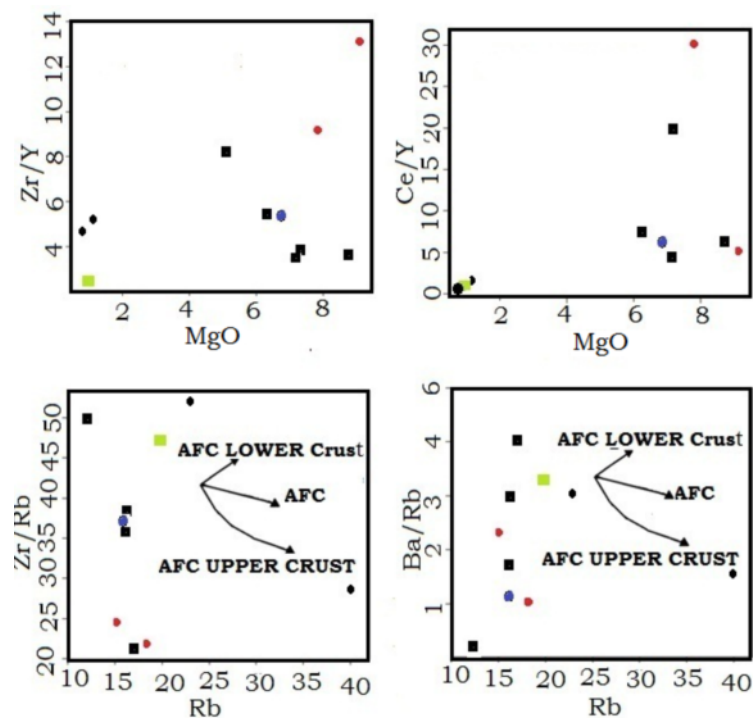 14
12
10
8
6
4
Zr/Y
2 4 6 8
MgO
30
20
15
10
5
0
Ce/Y
2 4 6 8
MgO
50
45
40
35
30
25
20
Zr/Rb
AFC LOWER Crust
AFC
AFC UPPER CRUST
10 15 20 25 30 35 40
Rb
6
4
3
2
1
Ba/Rb
AFC LOWER Crust
AFC
AFC UPPER CRUST
10 15 20 25 30 35 40
Rb